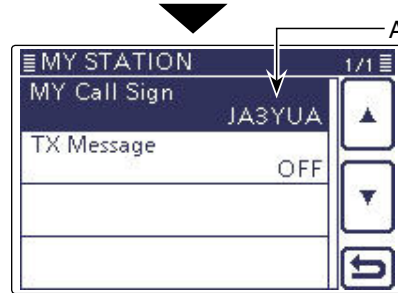 A
MY STATION 1/1
MY Call Sign
JA3YUA
TX Message
OFF